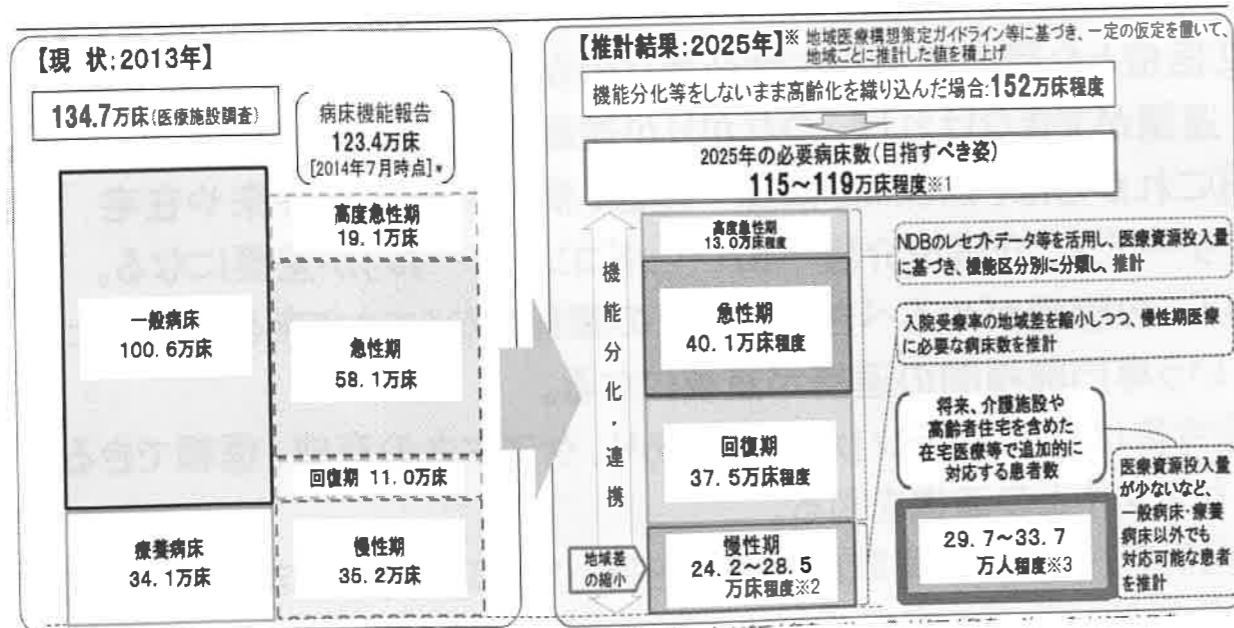 【現 状:2013年】
134.7万床(医療施設調査)
病床機能報告
123.4万床
[2014年7月時点]*
一般病床
100.6万床
療養病床
34.1万床
高度急性期
19.1万床
急性期
58.1万床
回復期 11.0万床
慢性期
35.2万床
【推計結果:2025年】※ 地域医療構想策定ガイドライン等に基づき、一定の仮定を置いて、
地域ごとに推計した値を積上げ
機能分化等をしないまま高齢化を織り込んだ場合:152万床程度
2025年の必要病床数(目指すべき姿)
115~119万床程度※1
機能分化・連携
地域差
の縮小
高度急性期
13.0万床程度
急性期
40.1万床程度
回復期
37.5万床程度
慢性期
24.2~28.5
万床程度※2
NDBのレセプトデータ等を活用し、医療資源投入量
に基づき、機能区分別に分類し、推計
入院受療率の地域差を縮小しつつ、慢性期医療
に必要な病床数を推計
将来、介護施設や
高齢者住宅を含めた
在宅医療等で追加的に
対応する患者数
29.7~33.7
万人程度※3
医療資源投入量
が少ないなど、
一般病床・療養
病床以外でも
対応可能な患者
を推計